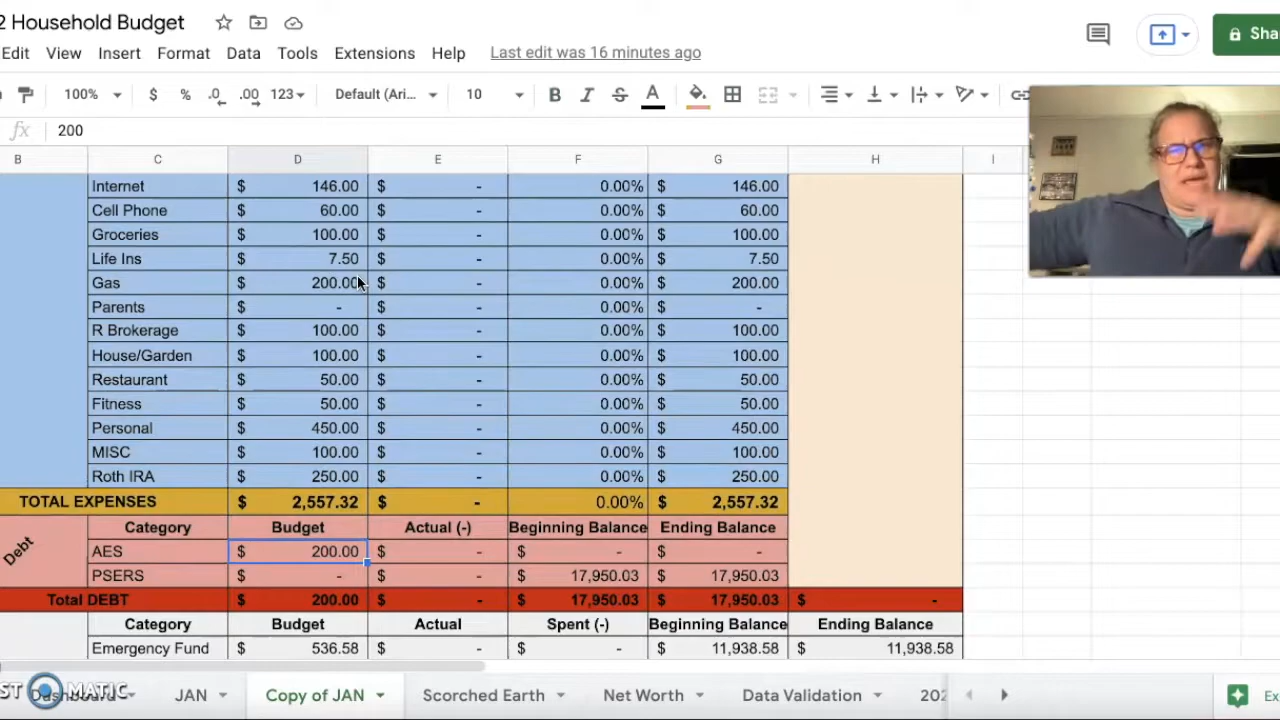 2 Household Budget
Edit View Insert Format Data Tools Extensions Help Last edit was 16 minutes ago Sha
100% $ % .0 .00 123 Default (Ari... 10 B I S A
fx 200
B C D E F G H I
Internet $ 146.00 $ - 0.00% $ 146.00
Cell Phone $ 60.00 $ - 0.00% $ 60.00
Groceries $ 100.00 $ - 0.00% $ 100.00
Life Ins $ 7.50 $ - 0.00% $ 7.50
Gas $ 200.00 $ - 0.00% $ 200.00
Parents $ - $ - 0.00% $ -
R Brokerage $ 100.00 $ - 0.00% $ 100.00
House/Garden $ 100.00 $ - 0.00% $ 100.00
Restaurant $ 50.00 $ - 0.00% $ 50.00
Fitness $ 50.00 $ - 0.00% $ 50.00
Personal $ 450.00 $ - 0.00% $ 450.00
MISC $ 100.00 $ - 0.00% $ 100.00
Roth IRA $ 250.00 $ - 0.00% $ 250.00
TOTAL EXPENSES $ 2,557.32 $ - 0.00% $ 2,557.32
Debt Category Budget Actual (-) Beginning Balance Ending Balance
AES $ 200.00 $ - $ - $ -
PSERS $ - $ - $ 17,950.03 $ 17,950.03
Total DEBT $ 200.00 $ - $ 17,950.03 $ 17,950.03 $ -
Category Budget Actual Spent (-) Beginning Balance Ending Balance
Emergency Fund $ 536.58 $ - $ - $ 11,938.58 $ 11,938.58
JAN Copy of JAN Scorched Earth Net Worth Data Validation 202 Ex